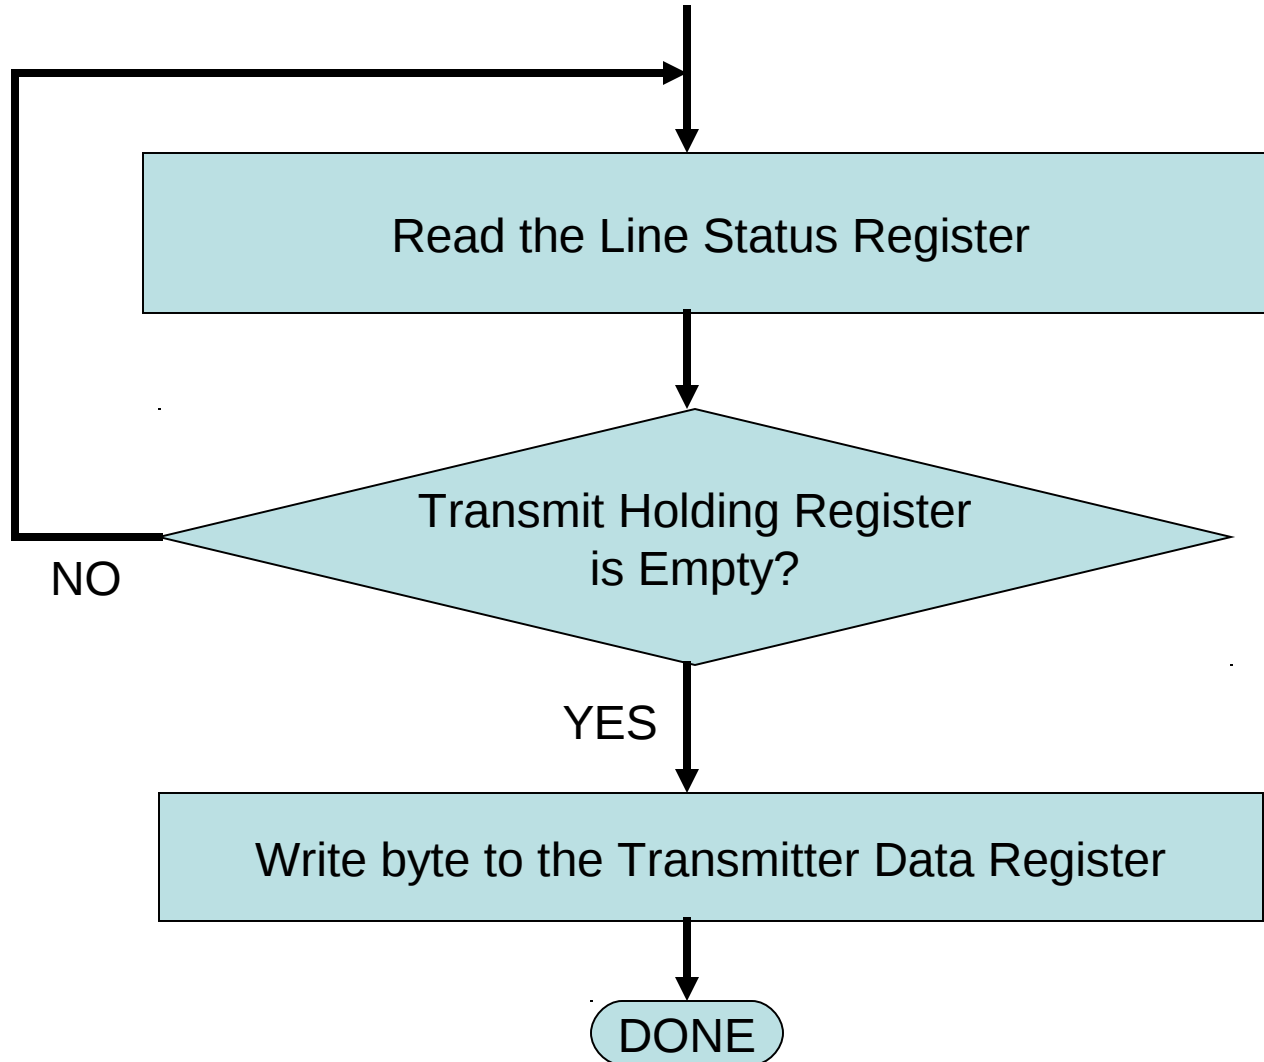 Read the Line Status Register
Transmit Holding Register
is Empty?
NO
YES
Write byte to the Transmitter Data Register
DONE